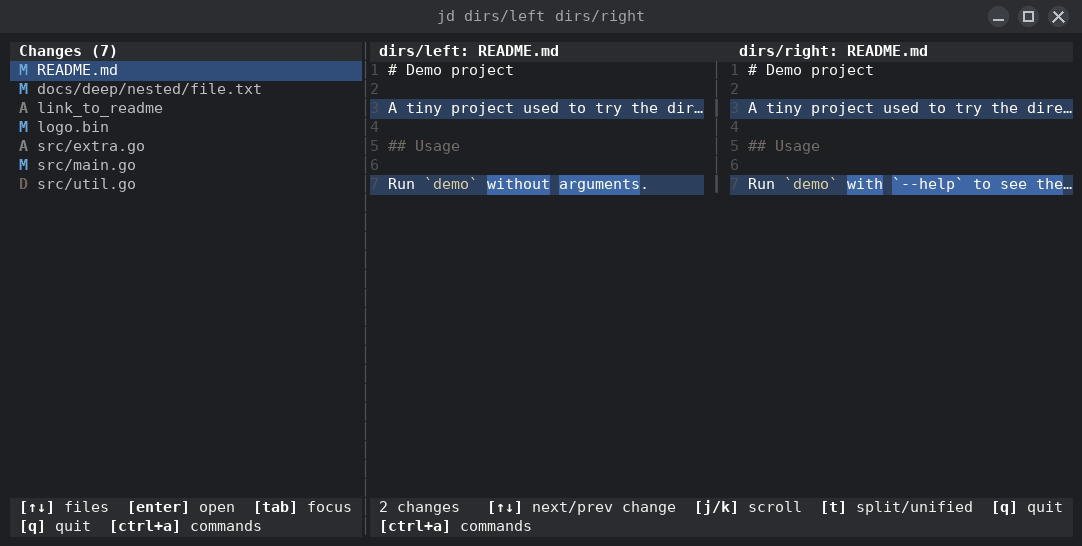 jd dirs/left dirs/right
Changes (7)
M README.md
M docs/deep/nested/file.txt
A link_to_readme
M logo.bin
A src/extra.go
M src/main.go
D src/util.go
[↑↓] files [enter] open [tab] focus
[q] quit [ctrl+a] commands
dirs/left: README.md
1 # Demo project
2
3 A tiny project used to try the dir…
4
5 ## Usage
6
7 Run `demo` without arguments.
dirs/right: README.md
1 # Demo project
2
3 A tiny project used to try the dire…
4
5 ## Usage
6
7 Run `demo` with `--help` to see the…
2 changes [↑↓] next/prev change [j/k] scroll [t] split/unified [q] quit
[ctrl+a] commands